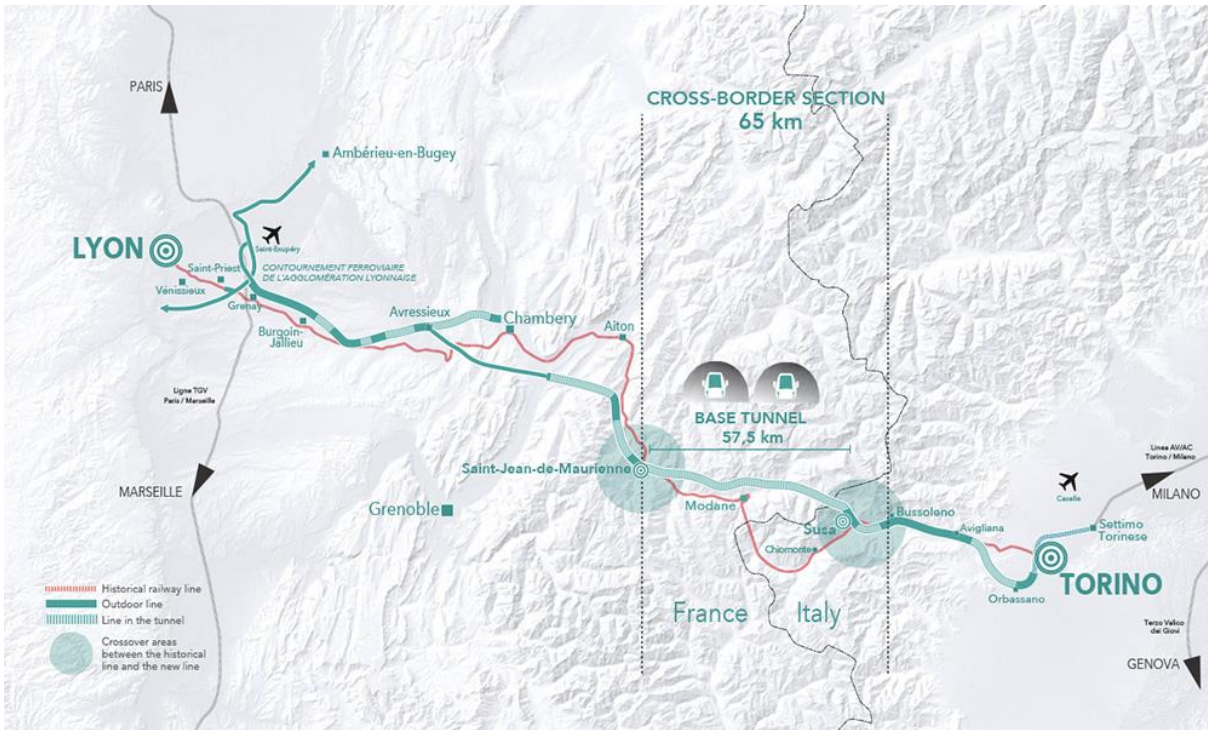 PARIS
CROSS-BORDER SECTION
65 km
Ambérieu-en-Bugey
LYON
Saint-Exupéry
Saint-Priest
CONTOURNEMENT FERROVIAIRE
DE L'AGGLOMÉRATION LYONNAISE
Vénissieux
Grenay
Burgoin-
Jallieu
Avressieux
Chambery
Aiton
Ligne TGV
Paris / Marseille
BASE TUNNEL
57,5 km
Saint-Jean-de-Maurienne
MARSEILLE
Grenoble
Modane
Susa
Bussoleno
Chiomonte
Avigliana
Linea AV/AC
Torino / Milano
MILANO
Caselle
Settimo
Torinese
TORINO
Orbassano
France
Italy
Terzo Valico
dei Giovi
GENOVA
Historical railway line
Outdoor line
Line in the tunnel
Crossover areas
between the historical
line and the new line